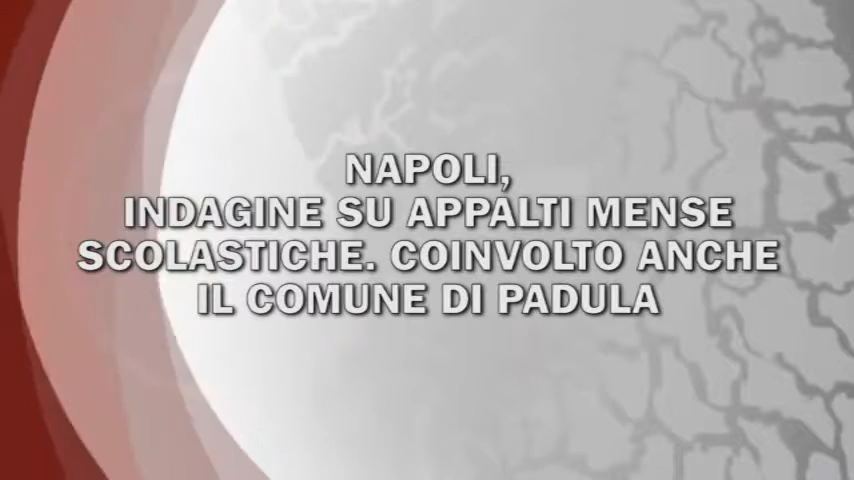 NAPOLI,
INDAGINE SU APPALTI MENSE
SCOLASTICHE. COINVOLTO ANCHE
IL COMUNE DI PADULA